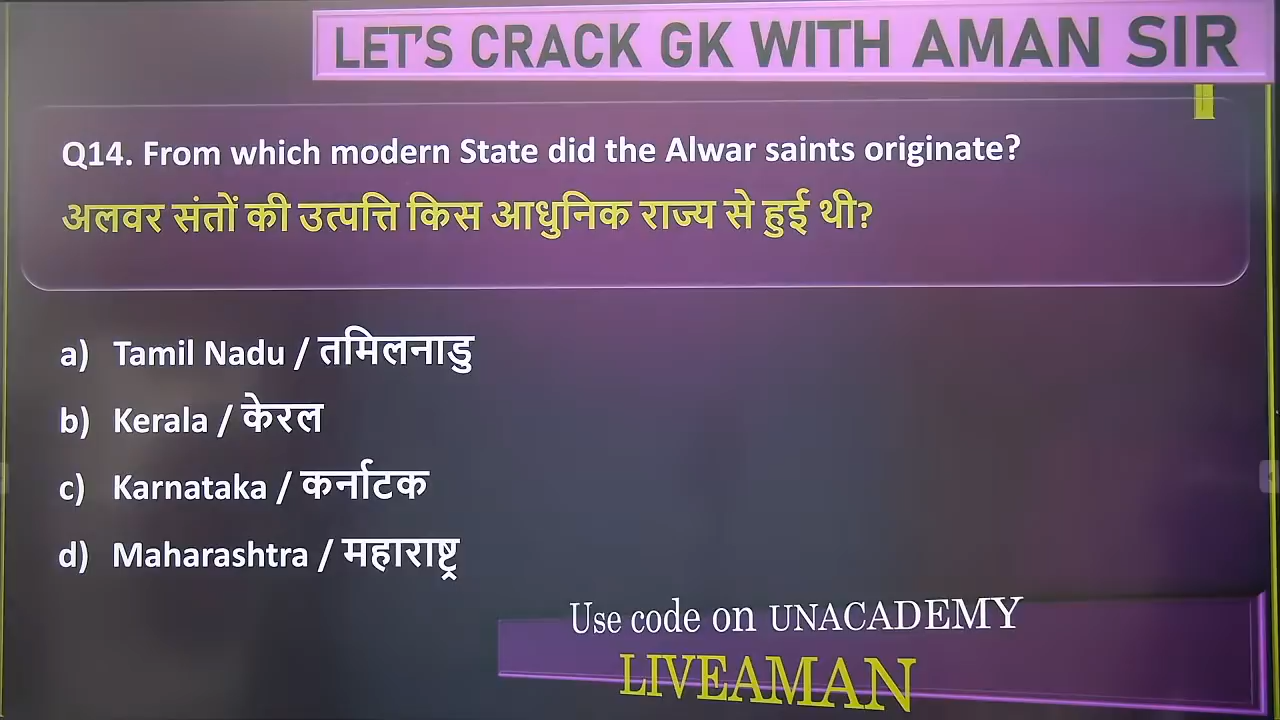 LET'S CRACK GK WITH AMAN SIR
Q14. From which modern State did the Alwar saints originate?
अलवर संतों की उत्पत्ति किस आधुनिक राज्य से हुई थी?
a) Tamil Nadu / तमिलनाडु
b) Kerala / केरल
c) Karnataka / कर्नाटक
d) Maharashtra / महाराष्ट्र
Use code on UNACADEMY
LIVEAMAN